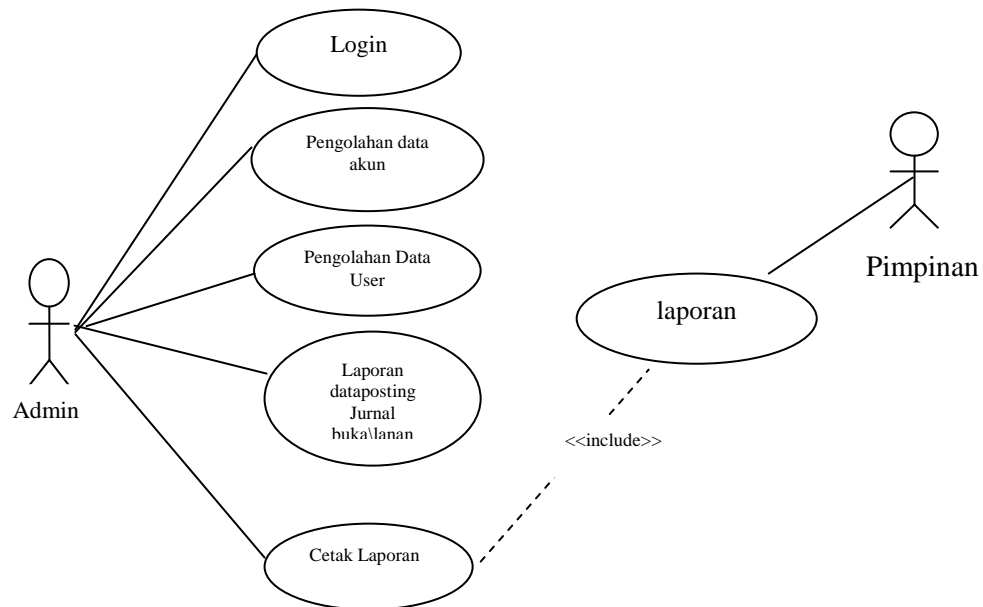 Login
Pengolahan data
akun
Pengolahan Data
User
Laporan
dataposting
Jurnal
Admin
Cetak Laporan
laporan
<<include>>
Pimpinan